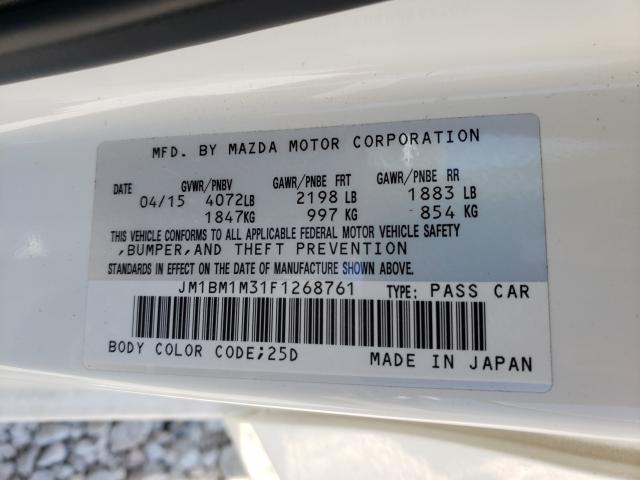 MFD. BY MAZDA MOTOR CORPORATION
DATE GVWR/PNBV GAWR/PNBE FRT GAWR/PNBE RR
04/15 4072LB 2198 LB 1883 LB
1847KG 997 KG 854 KG
THIS VEHICLE CONFORMS TO ALL APPLICABLE FEDERAL MOTOR VEHICLE SAFETY
,BUMPER,AND THEFT PREVENTION
STANDARDS IN EFFECT ON THE DATE OF MANUFACTURE SHOWN ABOVE.
JM1BM1M31F1268761 TYPE: PASS CAR
BODY COLOR CODE;25D MADE IN JAPAN